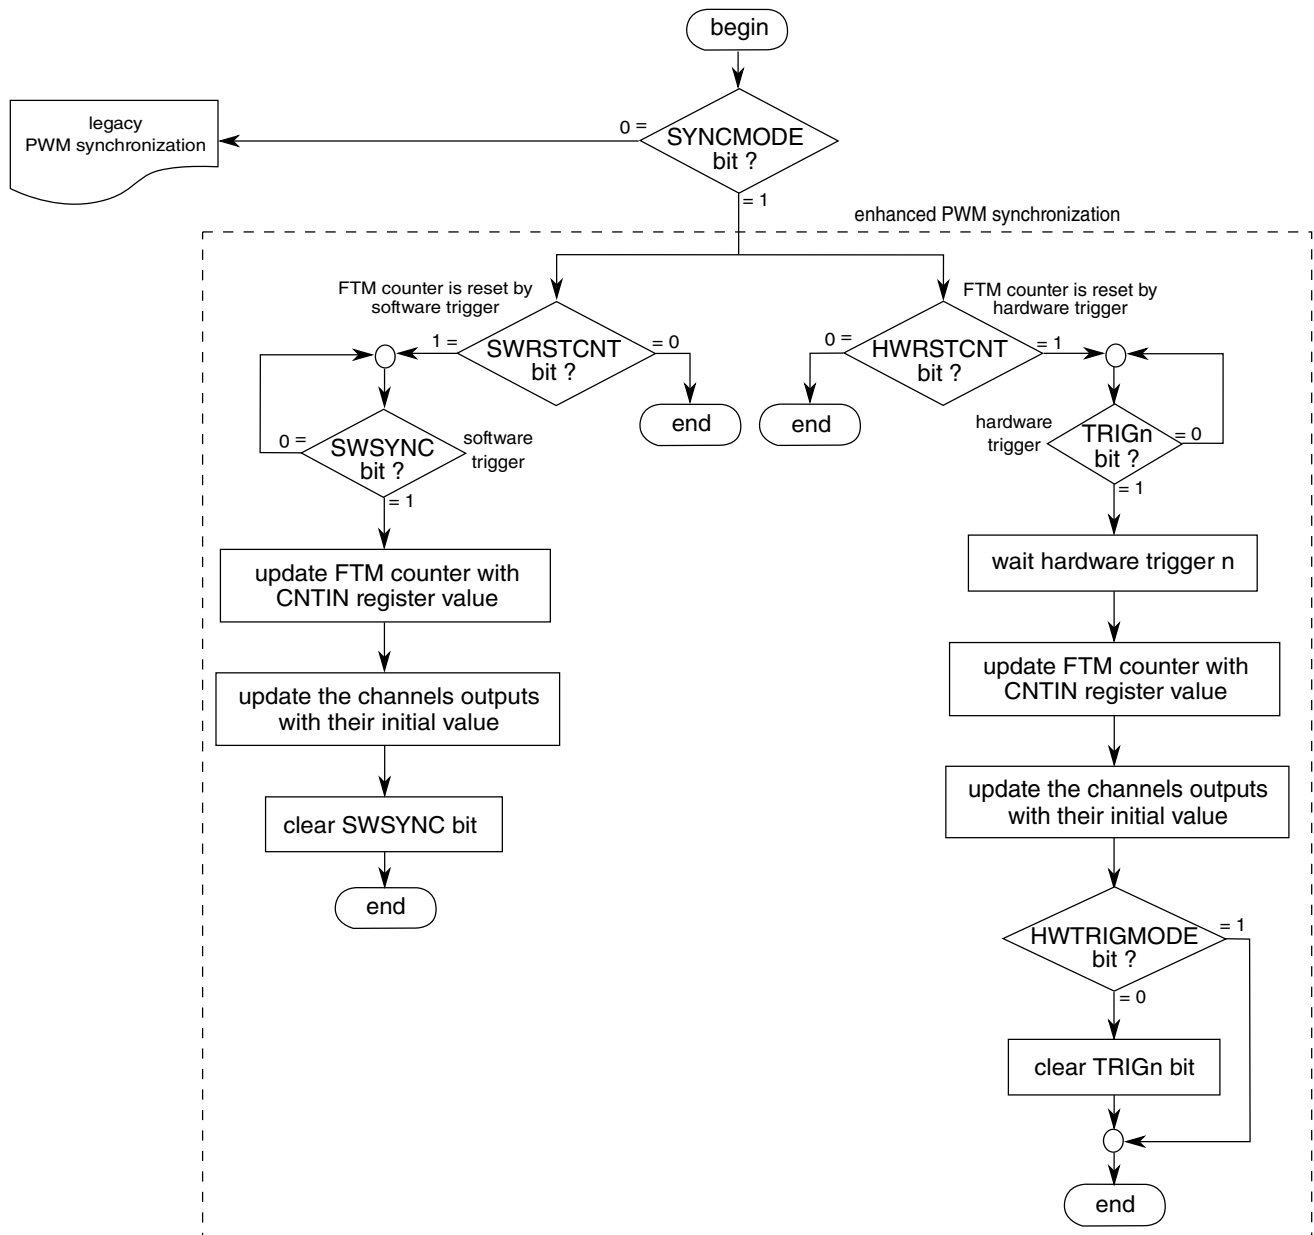 begin
legacy
PWM synchronization
0 =
SYNCMODE
bit ?
= 1
enhanced PWM synchronization
FTM counter is reset by
software trigger
1 =
SWRSTCNT
bit ?
= 0
end
0 =
SWSYNC
bit ?
software
trigger
= 1
update FTM counter with
CNTIN register value
update the channels outputs
with their initial value
clear SWSYNC bit
end
FTM counter is reset by
hardware trigger
0 =
HWRSTCNT
bit ?
= 1
end
hardware
trigger
TRIGn
bit ?
= 0
= 1
wait hardware trigger n
update FTM counter with
CNTIN register value
update the channels outputs
with their initial value
HWTRIGMODE
bit ?
= 1
= 0
clear TRIGn bit
end